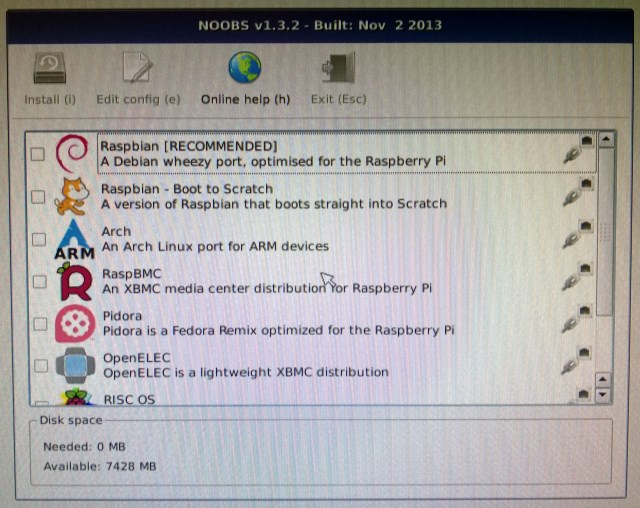 NOOBS v1.3.2 - Built: Nov 2 2013
Install (i) Edit config (e) Online help (h) Exit (Esc)
Raspbian [RECOMMENDED]
A Debian wheezy port, optimised for the Raspberry Pi
Raspbian - Boot to Scratch
A version of Raspbian that boots straight into Scratch
Arch
An Arch Linux port for ARM devices
ARM
RaspBMC
An XBMC media center distribution for Raspberry Pi
Pidora
Pidora is a Fedora Remix optimized for the Raspberry Pi
OpenELEC
OpenELEC is a lightweight XBMC distribution
RISC OS
Disk space
Needed: 0 MB
Available: 7428 MB